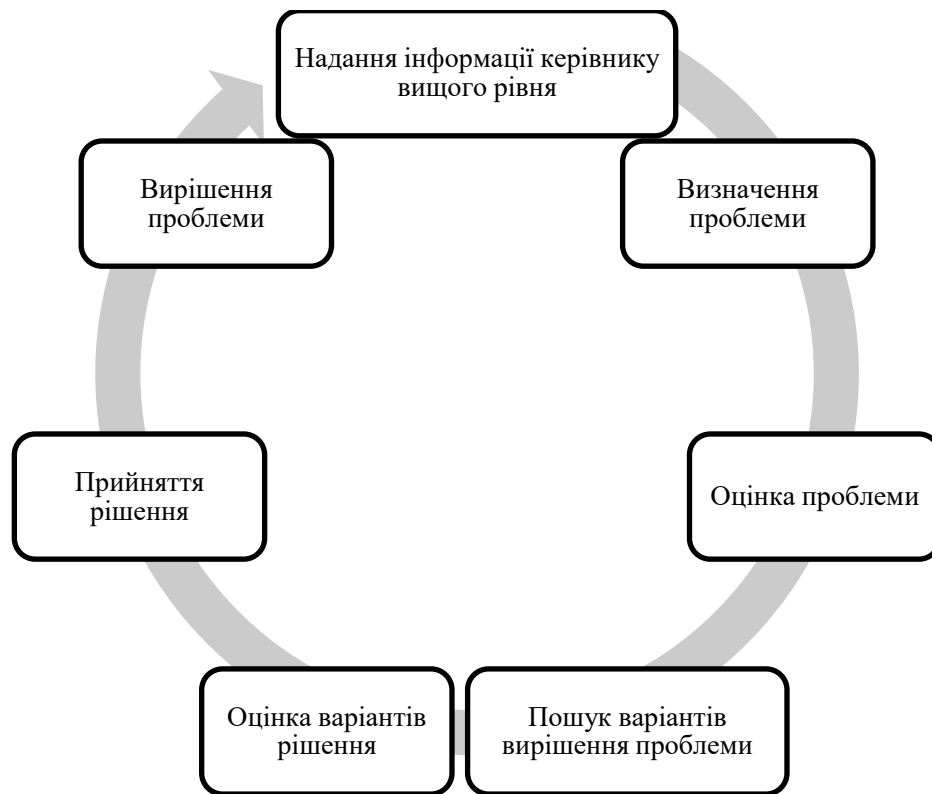 Надання інформації керівнику
вищого рівня
Визначення
проблеми
Оцінка проблеми
Пошук варіантів
вирішення проблеми
Оцінка варіантів
рішення
Прийняття
рішення
Вирішення
проблеми